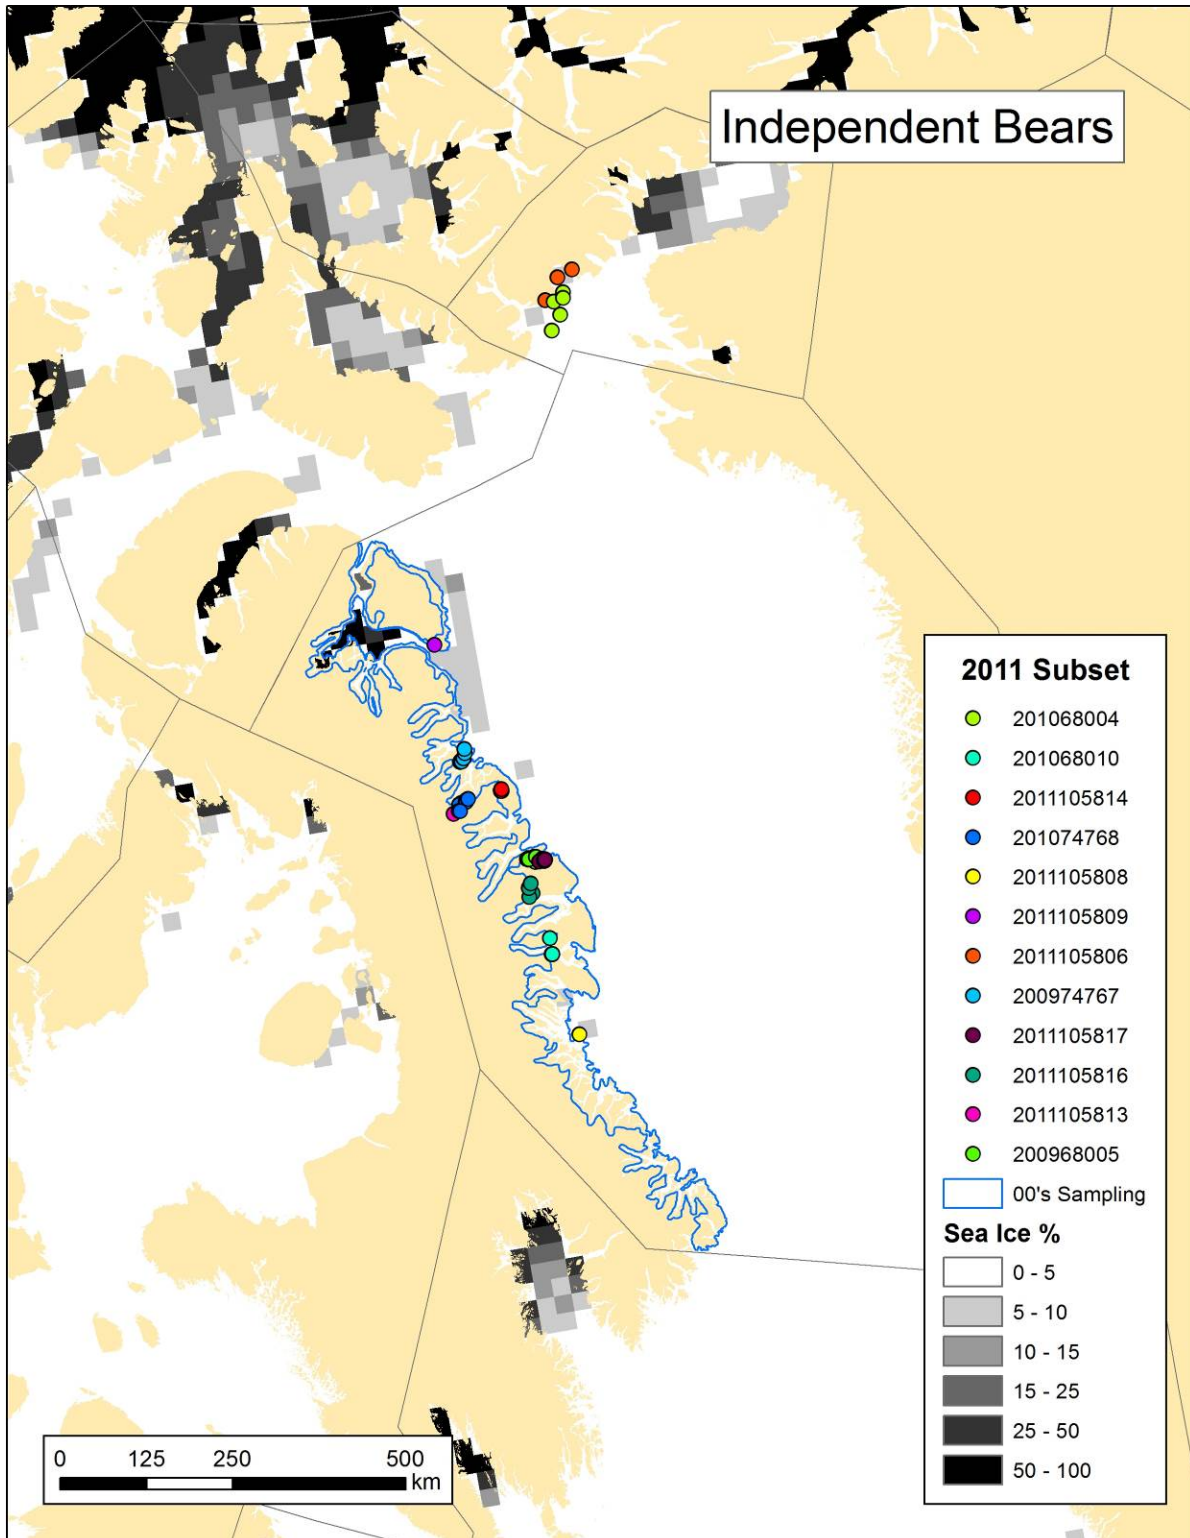 Independent Bears
2011 Subset
201068004
201068010
2011105814
201074768
2011105808
2011105809
2011105806
200974767
2011105817
2011105816
2011105813
200968005
00's Sampling
Sea Ice %
0 - 5
5 - 10
10 - 15
15 - 25
25 - 50
50 - 100
0 125 250 500
km